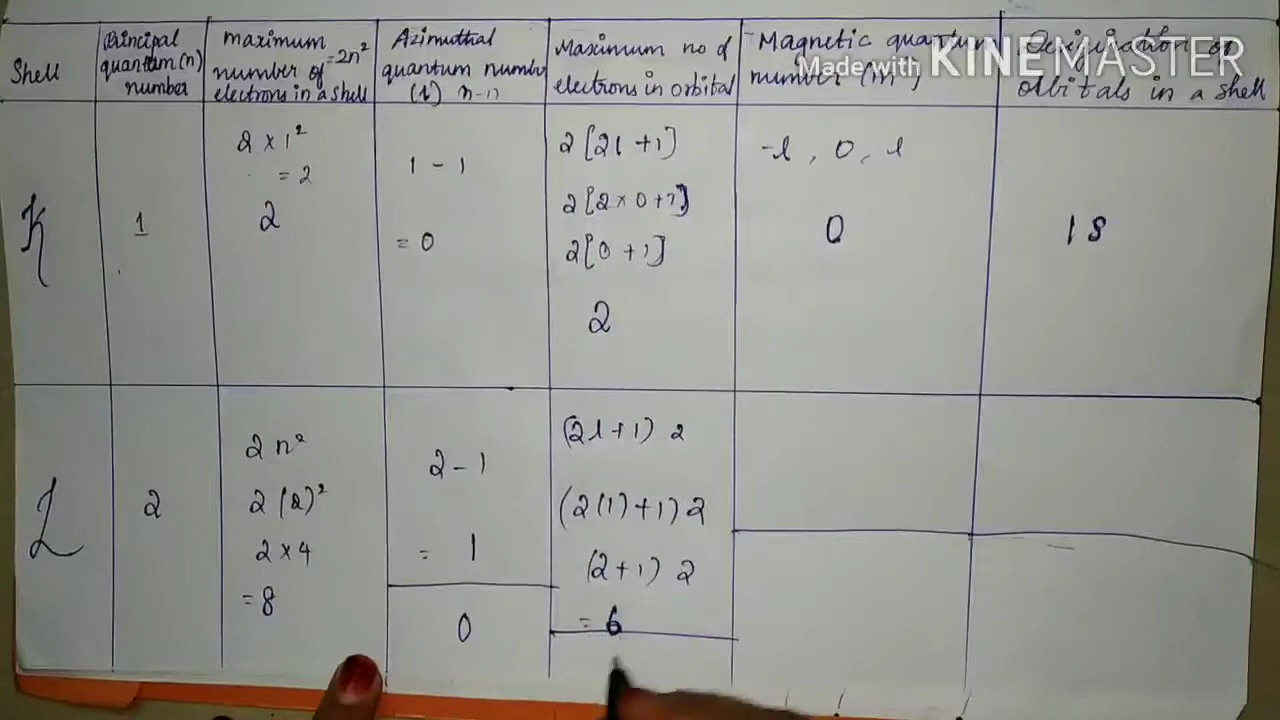 Shell
Principal
quantum (n)
number
maximum
number of = 2n²
electrons in a shell
Azimuthal
quantum number
(l) n-1
Maximum no of
electrons in orbital
Magnetic quantum
number (m)
Made with KINEMASTER
orbitals in a shell
K
1
2 × 1²
= 2
2
1 - 1
= 0
2[2l + 1]
2[2 × 0 + 1]
2[0 + 1]
2
-l, 0, l
0
1S
L
2
2n²
2(2)²
2 × 4
= 8
2 - 1
= 1
0
(2l + 1) 2
(2(1) + 1) 2
(2 + 1) 2
= 6